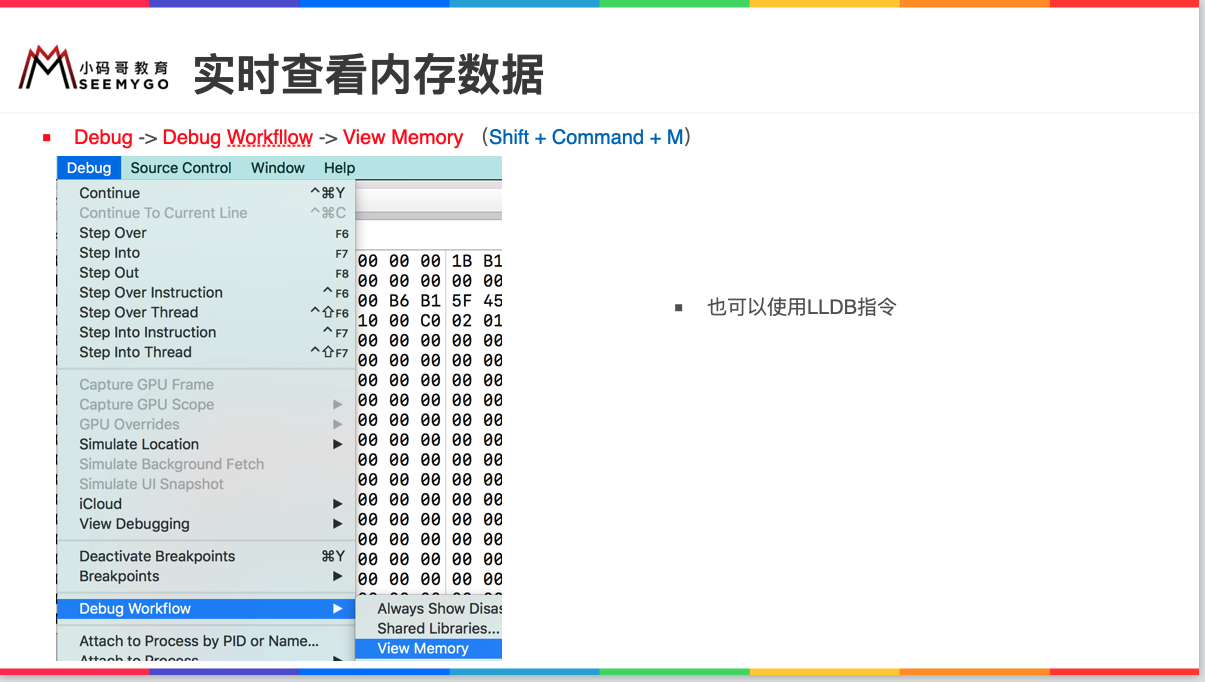 小码哥教育
SEEMYGO
实时查看内存数据
Debug -> Debug Workfllow -> View Memory （Shift + Command + M）
Debug Source Control Window Help
Continue ^⌘Y
Continue To Current Line ^⌘C
Step Over F6
Step Into F7
Step Out F8
Step Over Instruction ^F6
Step Over Thread ^⇧F6
Step Into Instruction ^F7
Step Into Thread ^⇧F7
Capture GPU Frame
Capture GPU Scope
GPU Overrides
Simulate Location
Simulate Background Fetch
Simulate UI Snapshot
iCloud
View Debugging
Deactivate Breakpoints ⌘Y
Breakpoints
Debug Workflow
Attach to Process by PID or Name...
Attach to Process
Always Show Disas
Shared Libraries...
View Memory
00 00 00 1B B1
00 00 00 00 00
00 B6 B1 5F 45
10 00 C0 02 01
00 00 00 00 00
00 00 00 00 00
00 00 00 00 00
00 00 00 00 00
00 00 00 00 00
00 00 00 00 00
00 00 00 00 00
00 00 00 00 00
00 00 00 00 00
00 00 00 00 00
00 00 00 00 00
00 00 00 00 00
00 00 00 00 00
也可以使用LLDB指令